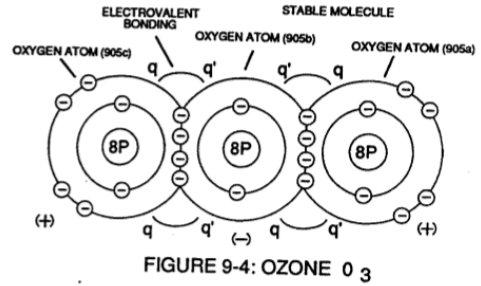 ELECTROVALENT
BONDING
STABLE MOLECULE
OXYGEN ATOM (905c)
OXYGEN ATOM (905b)
OXYGEN ATOM (905a)
q q' q' q
8P 8P 8P
q q' q q'
(+) (−) (+)
FIGURE 9-4: OZONE 0 3